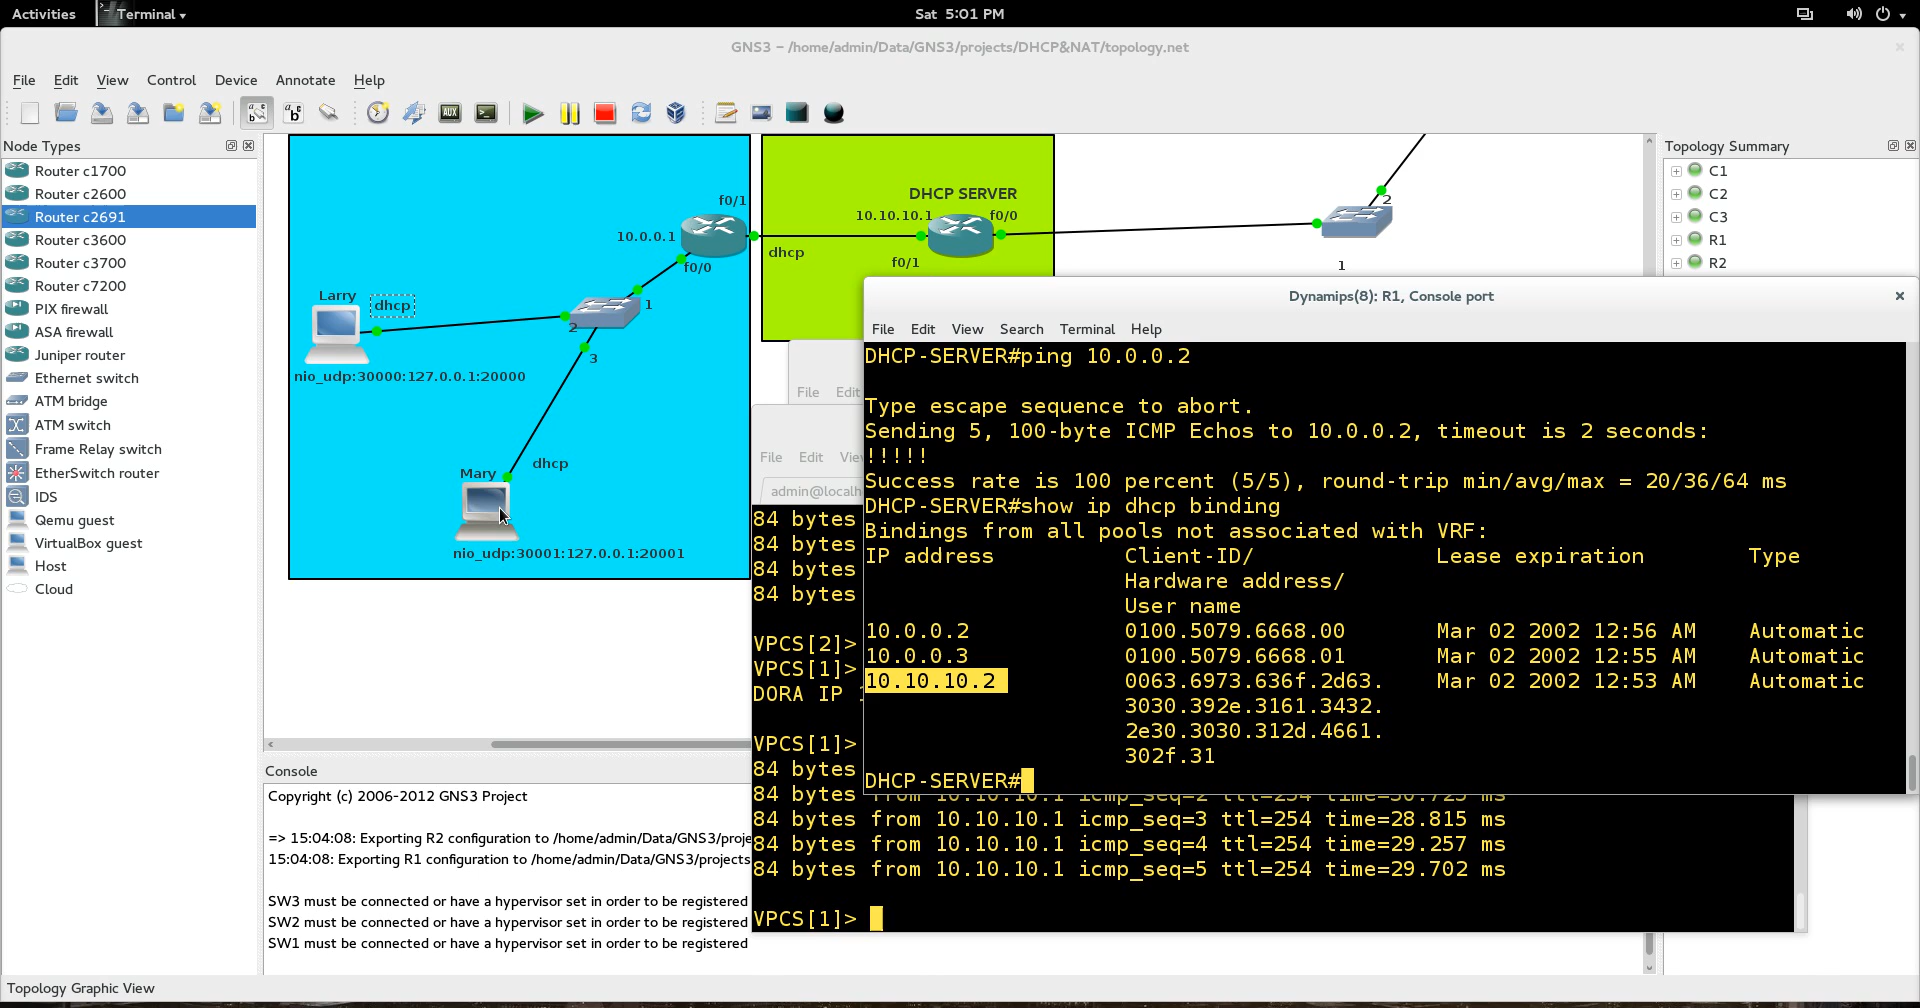 Activities
Terminal
Sat 5:01 PM
GNS3 – /home/admin/Data/GNS3/projects/DHCP&NAT/topology.net
File Edit View Control Device Annotate Help
AUX
Node Types
Router c1700
Router c2600
Router c2691
Router c3600
Router c3700
Router c7200
PIX firewall
ASA firewall
Juniper router
Ethernet switch
ATM bridge
ATM switch
Frame Relay switch
EtherSwitch router
IDS
Qemu guest
VirtualBox guest
Host
Cloud
f0/1
10.0.0.1
f0/0
Larry
dhcp
1
2
3
nio_udp:30000:127.0.0.1:20000
dhcp
Mary
nio_udp:30001:127.0.0.1:20001
DHCP SERVER
10.10.10.1
f0/0
dhcp
f0/1
2
1
Topology Summary
C1
C2
C3
R1
R2
File Edit
File Edit
admin@localh
Dynamips(8): R1, Console port
File Edit View Search Terminal Help
DHCP-SERVER#ping 10.0.0.2
Type escape sequence to abort.
Sending 5, 100-byte ICMP Echos to 10.0.0.2, timeout is 2 seconds:
!!!!!
Success rate is 100 percent (5/5), round-trip min/avg/max = 20/36/64 ms
DHCP-SERVER#show ip dhcp binding
Bindings from all pools not associated with VRF:
IP address Client-ID/ Lease expiration Type
Hardware address/
User name
10.0.0.2 0100.5079.6668.00 Mar 02 2002 12:56 AM Automatic
10.0.0.3 0100.5079.6668.01 Mar 02 2002 12:55 AM Automatic
10.10.10.2 0063.6973.636f.2d63. Mar 02 2002 12:53 AM Automatic
3030.392e.3161.3432.
2e30.3030.312d.4661.
302f.31
DHCP-SERVER#
84 bytes
84 bytes
84 bytes
84 bytes
VPCS[2]>
VPCS[1]>
DORA IP
VPCS[1]>
84 bytes
84 bytes from 10.10.10.1 icmp_seq=2 ttl=254 time=30.725 ms
84 bytes from 10.10.10.1 icmp_seq=3 ttl=254 time=28.815 ms
84 bytes from 10.10.10.1 icmp_seq=4 ttl=254 time=29.257 ms
84 bytes from 10.10.10.1 icmp_seq=5 ttl=254 time=29.702 ms
VPCS[1]>
Console
Copyright (c) 2006-2012 GNS3 Project
=> 15:04:08: Exporting R2 configuration to /home/admin/Data/GNS3/proje
15:04:08: Exporting R1 configuration to /home/admin/Data/GNS3/projects
SW3 must be connected or have a hypervisor set in order to be registered
SW2 must be connected or have a hypervisor set in order to be registered
SW1 must be connected or have a hypervisor set in order to be registered
Topology Graphic View